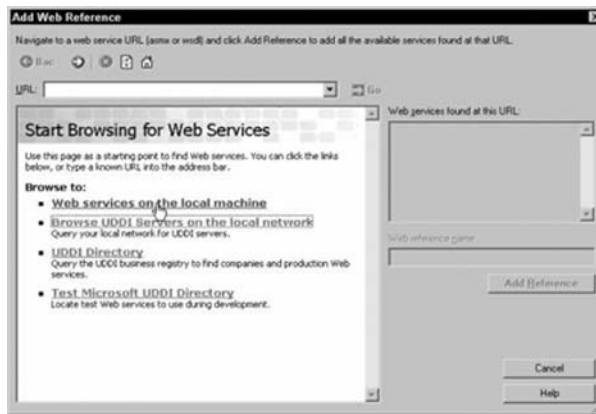 Add Web Reference
Navigate to a web service URL (asmx or wsdl) and click Add Reference to add all the available services found at that URL.
Back
URL:
Go
Start Browsing for Web Services
Use this page as a starting point to find Web services. You can click the links
below, or type a known URL into the address bar.
Browse to:
Web services on the local machine
Browse UDDI Servers on the local network
Query your local network for UDDI servers.
UDDI Directory
Query the UDDI business registry to find companies and production Web
services.
Test Microsoft UDDI Directory
Locate test Web services to use during development.
Web services found at this URL:
Web reference name:
Add Reference
Cancel
Help